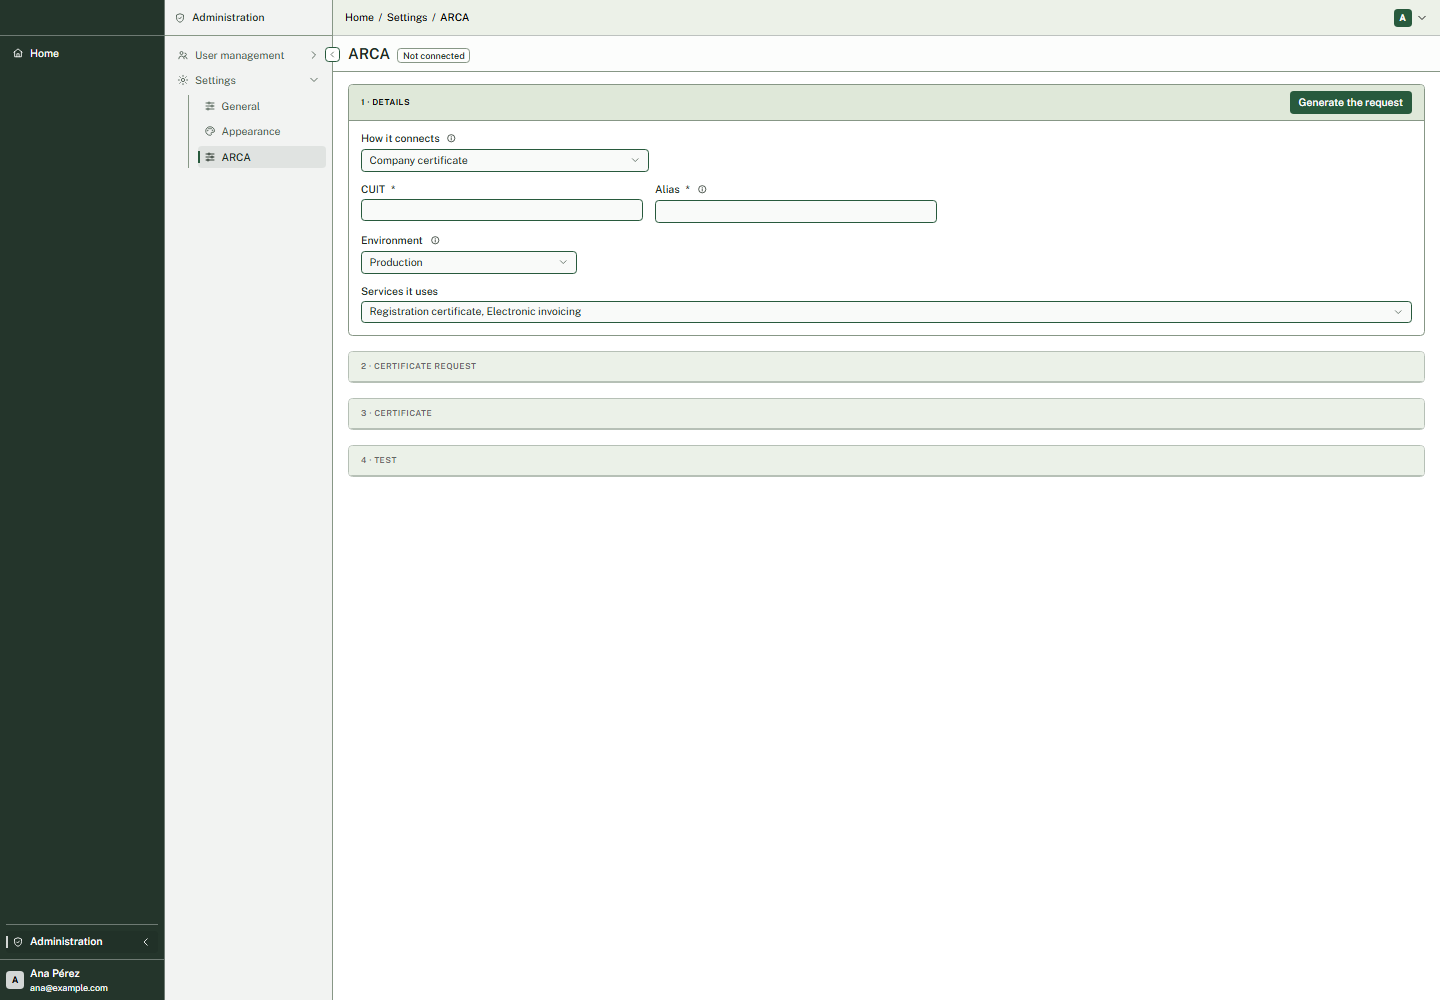 Administration
Home / Settings / ARCA
A
Home
User management
Settings
General
Appearance
ARCA
ARCA Not connected
1 · DETAILS
Generate the request
How it connects
Company certificate
CUIT * Alias *
Environment
Production
Services it uses
Registration certificate, Electronic invoicing
2 · CERTIFICATE REQUEST
3 · CERTIFICATE
4 · TEST
Administration
A
Ana Pérez
ana@example.com